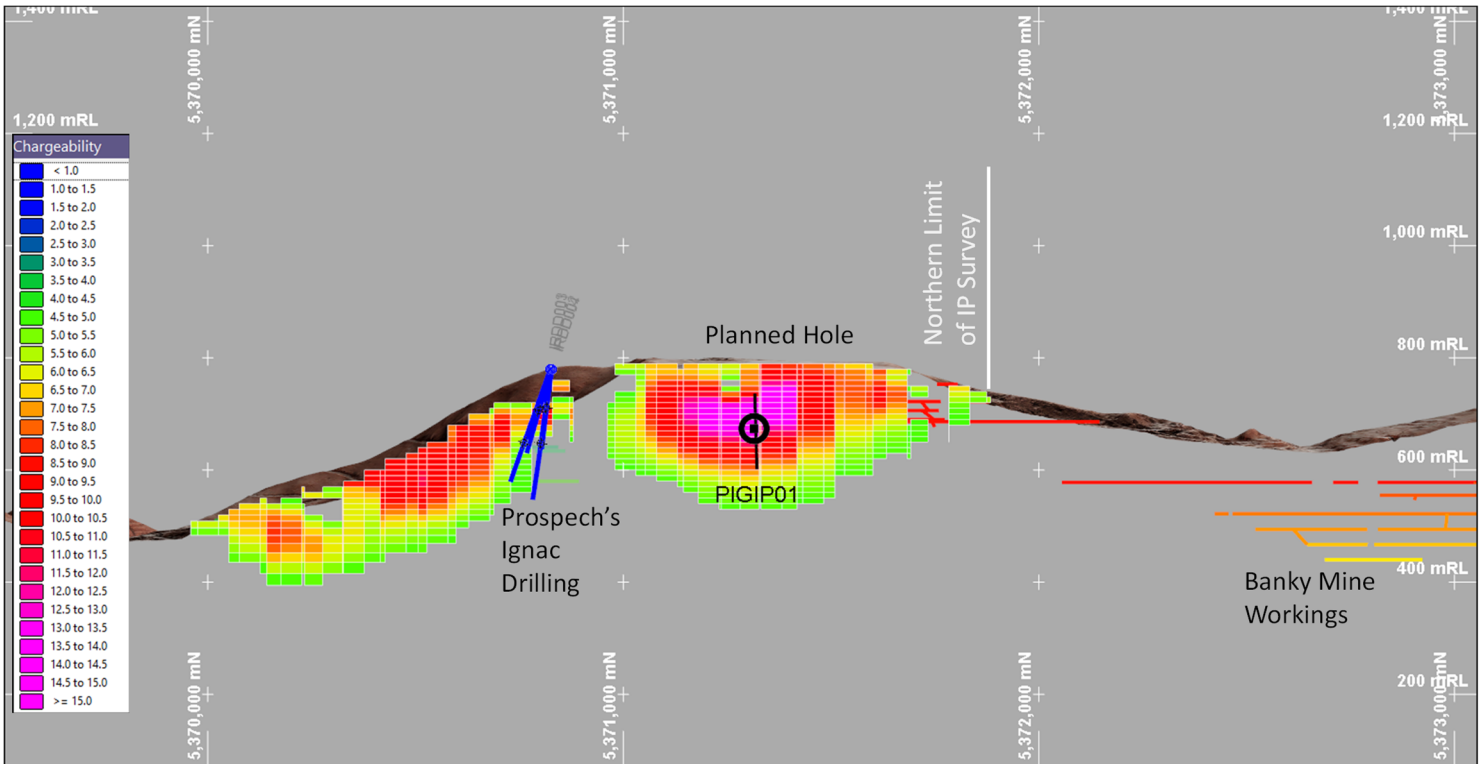 1,400 mRL
1,400 mRL
5,370,000 mN
5,371,000 mN
5,372,000 mN
5,373,000 mN
1,200 mRL
1,200 mRL
Chargeability
< 1.0
1.0 to 1.5
1.5 to 2.0
2.0 to 2.5
2.5 to 3.0
3.0 to 3.5
3.5 to 4.0
4.0 to 4.5
4.5 to 5.0
5.0 to 5.5
5.5 to 6.0
6.0 to 6.5
6.5 to 7.0
7.0 to 7.5
7.5 to 8.0
8.0 to 8.5
8.5 to 9.0
9.0 to 9.5
9.5 to 10.0
10.0 to 10.5
10.5 to 11.0
11.0 to 11.5
11.5 to 12.0
12.0 to 12.5
12.5 to 13.0
13.0 to 13.5
13.5 to 14.0
14.0 to 14.5
14.5 to 15.0
>= 15.0
1,000 mRL
Northern Limit
of IP Survey
Planned Hole
800 mRL
600 mRL
PIGIP01
Prospech's
Ignac
Drilling
400 mRL
Banky Mine
Workings
200 mRL
5,370,000 mN
5,371,000 mN
5,372,000 mN
5,373,000 mN